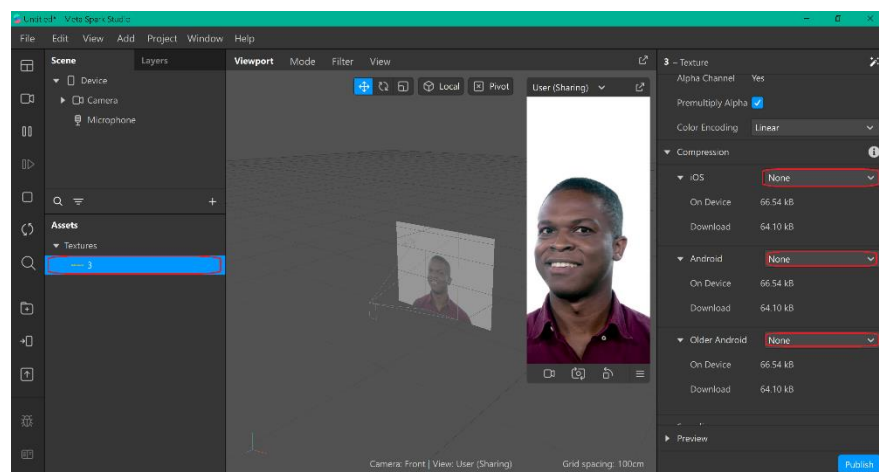 Untitled* - Meta Spark Studio
File Edit View Add Project Window Help
Scene Layers
Device
Camera
Microphone
Assets
Textures
3
Viewport Mode Filter View
Local Pivot
User (Sharing)
Camera: Front | View: User (Sharing) Grid spacing: 100cm
3 – Texture
Alpha Channel Yes
Premultiply Alpha
Color Encoding Linear
Compression
iOS None
On Device 66.54 kB
Download 64.10 kB
Android None
On Device 66.54 kB
Download 64.10 kB
Older Android None
On Device 66.54 kB
Download 64.10 kB
Preview
Publish